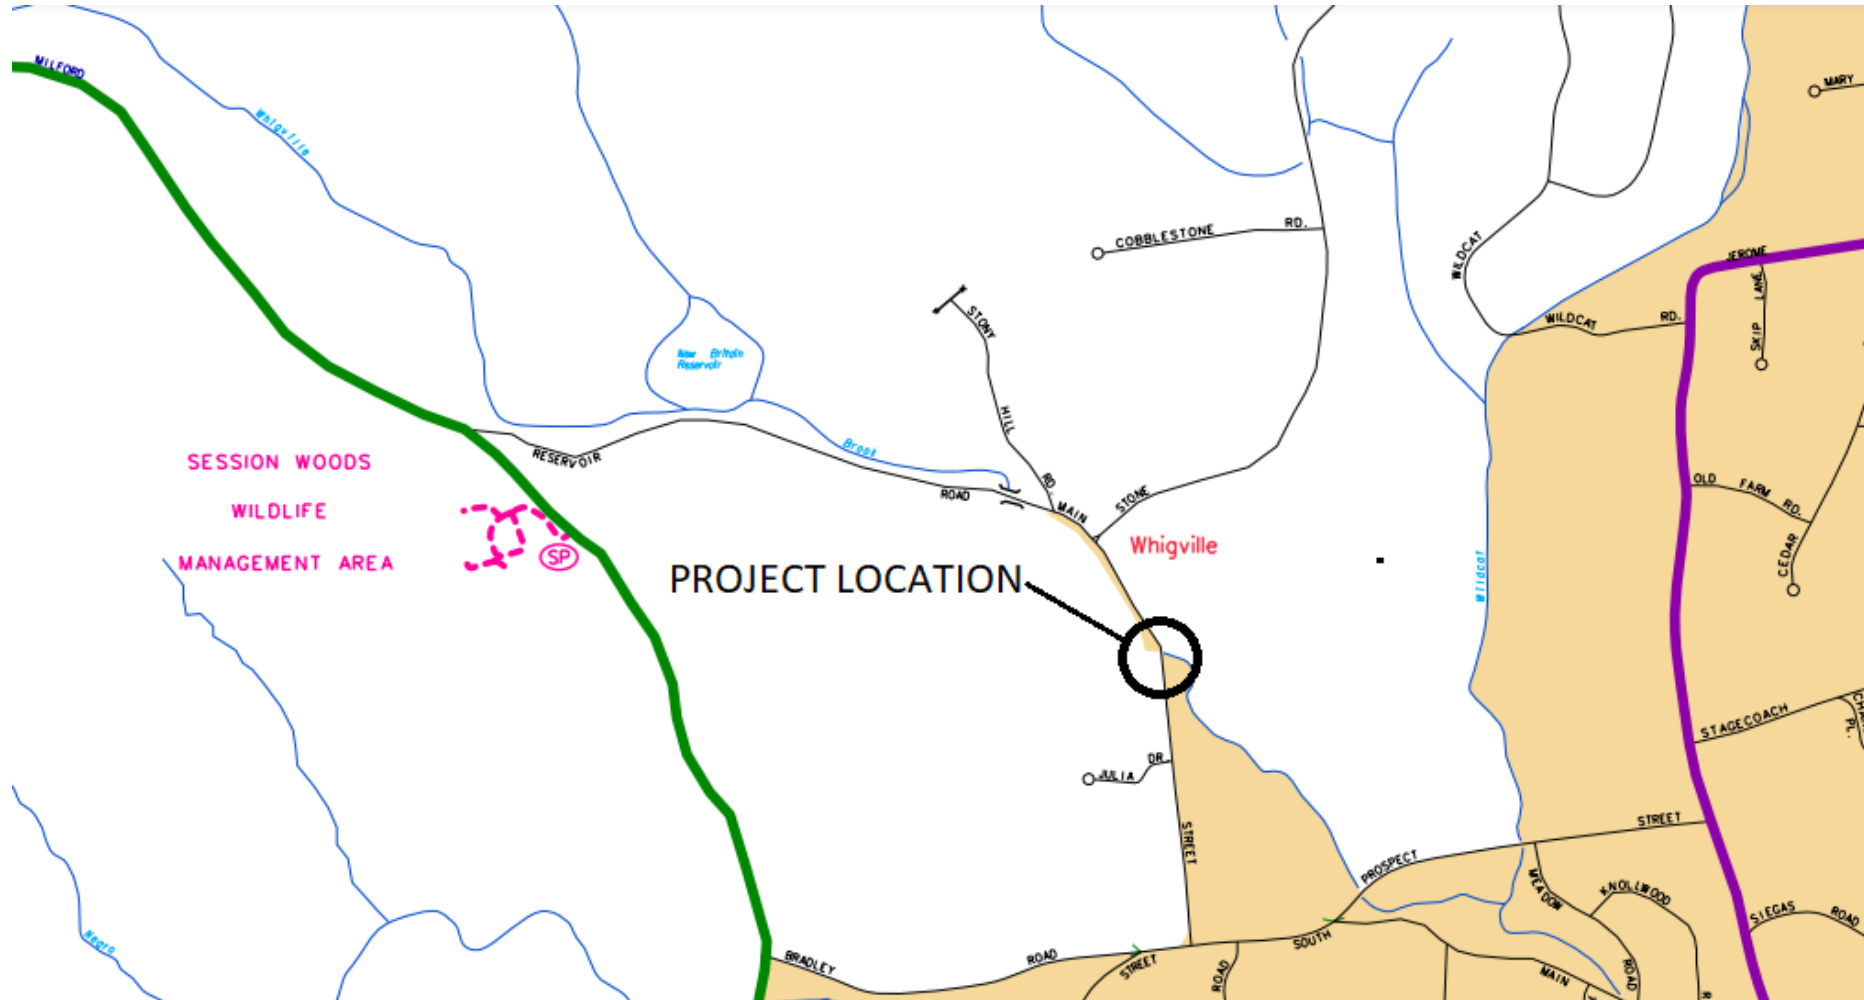 MILFORD
Whigville
MARY
COBBLESTONE RD.
WILDCAT
JEROME
SKIP LANE
WILDCAT RD.
STONY HILL RD.
New Britain
Reservoir
Brook
RESERVOIR ROAD
SESSION WOODS
WILDLIFE
MANAGEMENT AREA
SP
MAIN
STONE
Whigville
OLD FARM RD.
CEDAR
Wildcat
PROJECT LOCATION
STAGECOACH
PL.
JULIA DR.
STREET
PROSPECT STREET
MEADOW
KNOLLWOOD
SIEGAS ROAD
Negro
BRADLEY ROAD
STREET
ROAD
SOUTH
MAIN
ROAD
R